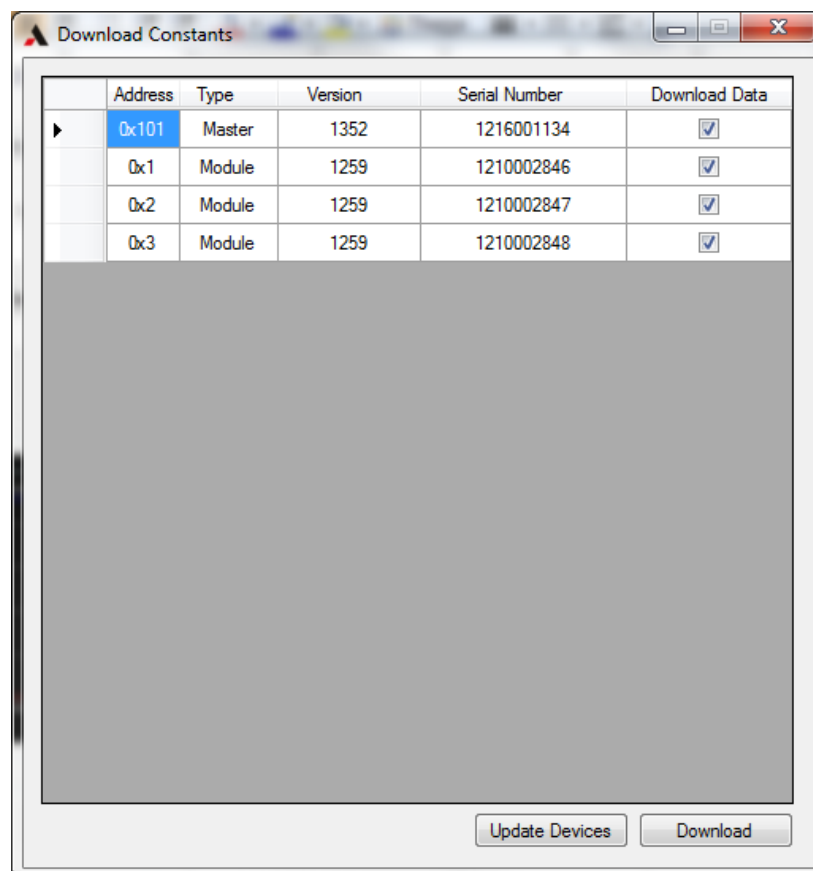 Download Constants
Address Type Version Serial Number Download Data
0x101 Master 1352 1216001134
0x1 Module 1259 1210002846
0x2 Module 1259 1210002847
0x3 Module 1259 1210002848
Update Devices Download